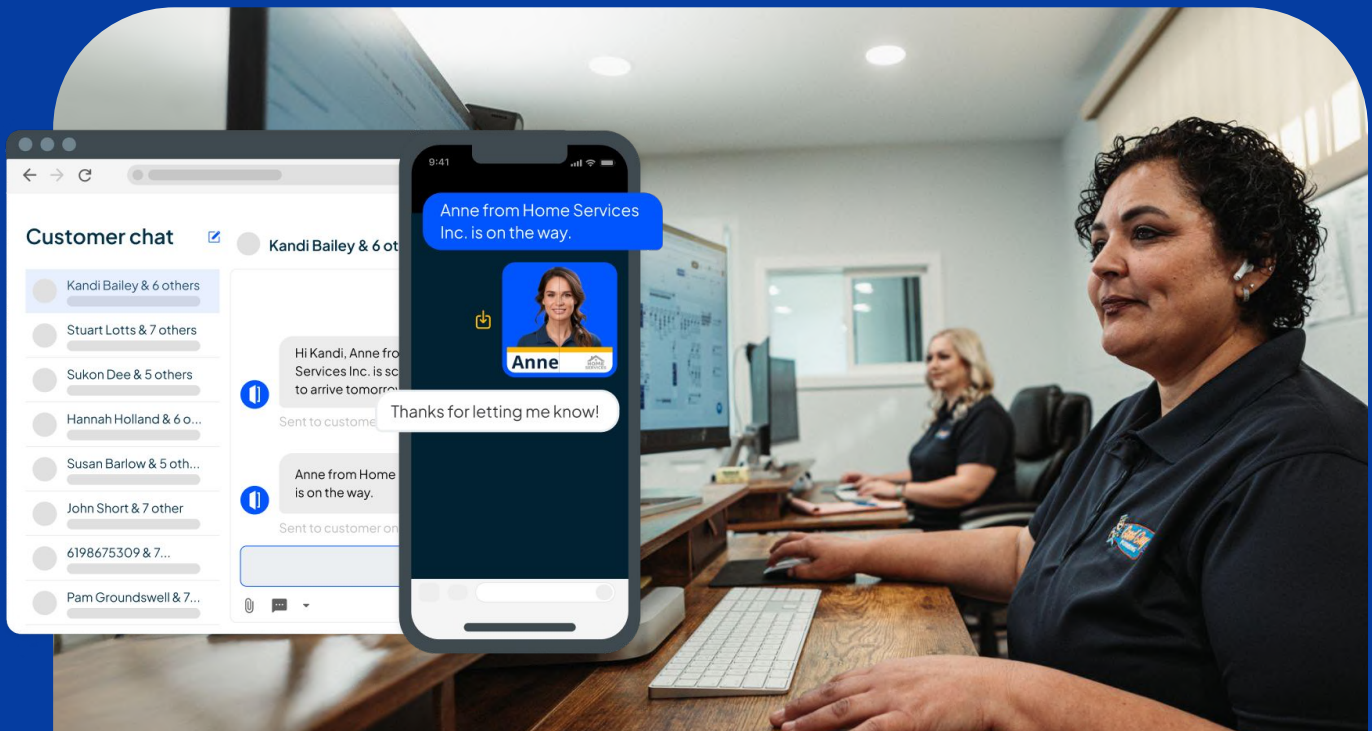 Customer chat
Kandi Bailey & 6 others
Stuart Lotts & 7 others
Sukon Dee & 5 others
Hannah Holland & 6 o...
Susan Barlow & 5 oth...
John Short & 7 other
6198675309 & 7...
Pam Groundswell & 7...
Kandi Bailey & 6 ot
Hi Kandi, Anne fro
Services Inc. is sc
to arrive tomorrow
Sent to custome
Anne from Home
is on the way.
Sent to customer on
9:41
Anne from Home Services
Inc. is on the way.
Anne
HOME
SERVICES
Thanks for letting me know!